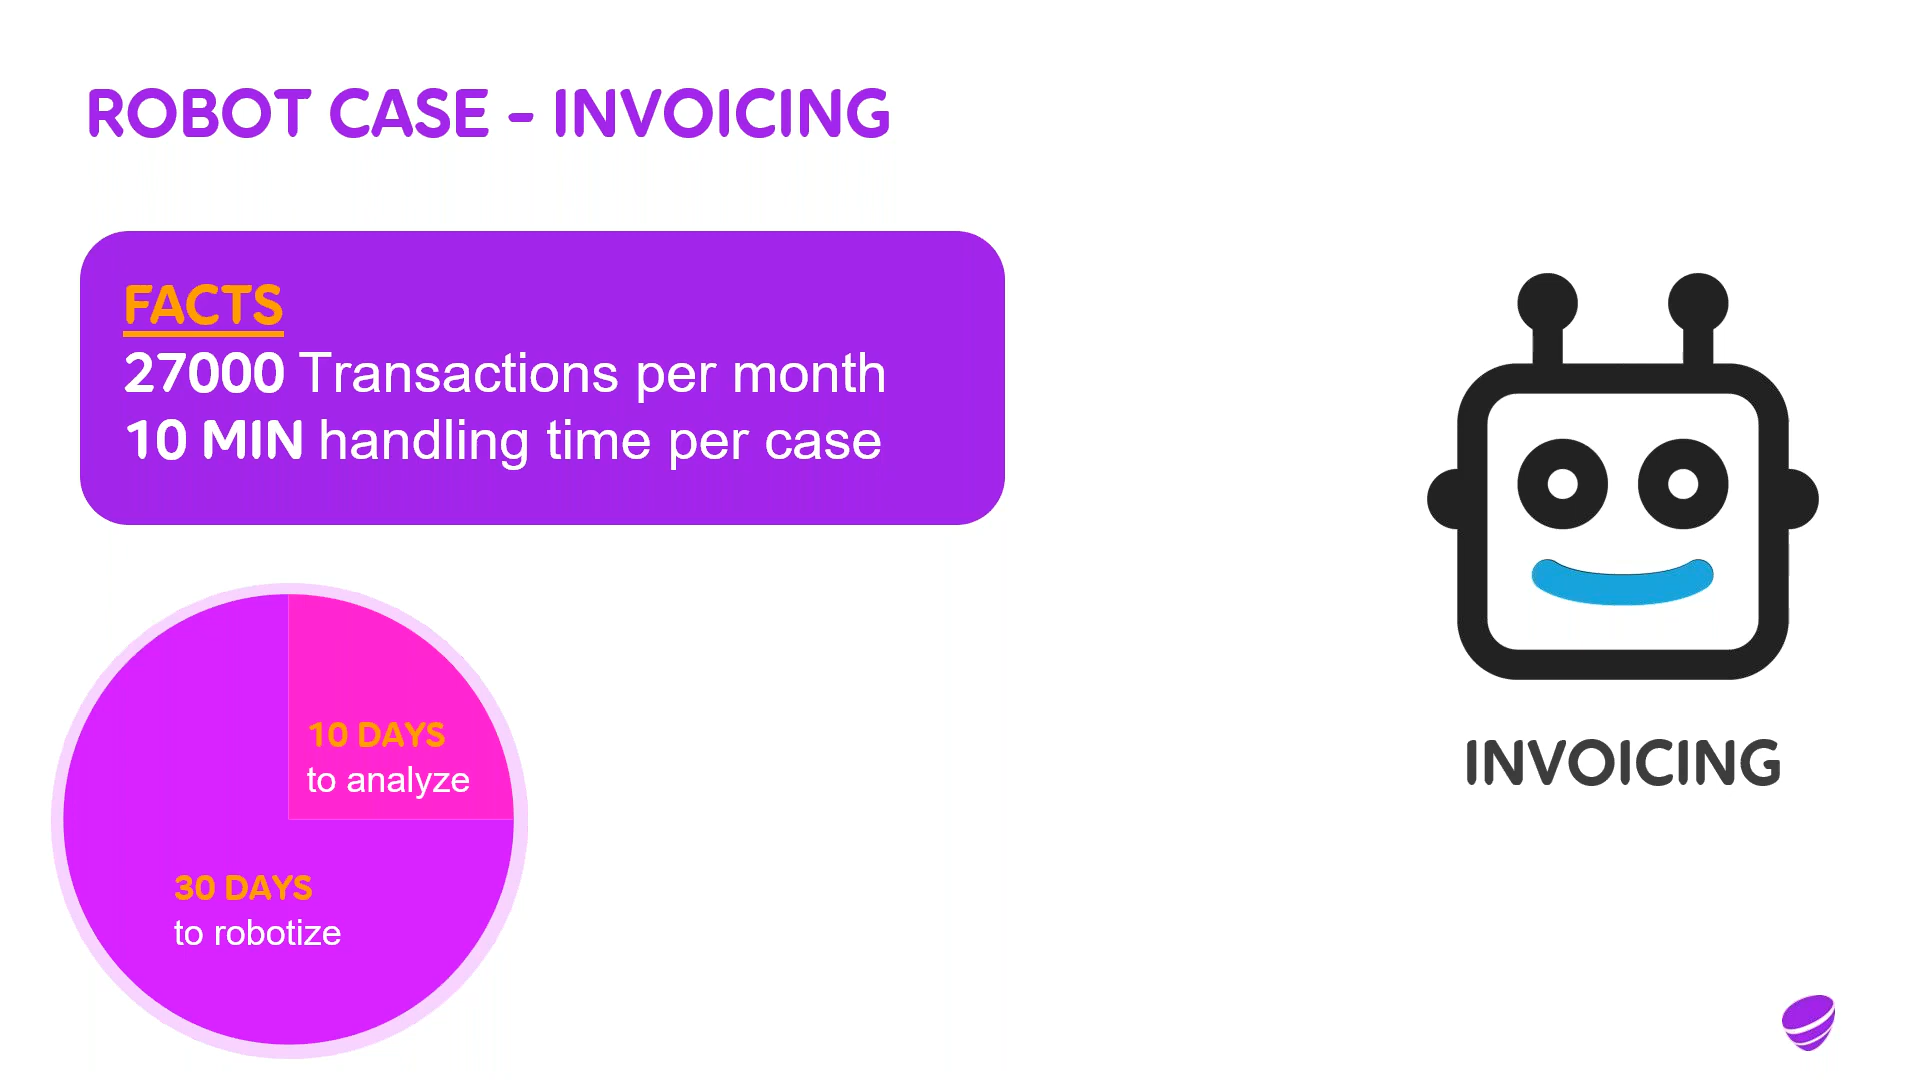 ROBOT CASE - INVOICING
FACTS
27000 Transactions per month
10 MIN handling time per case
10 DAYS
to analyze
30 DAYS
to robotize
INVOICING